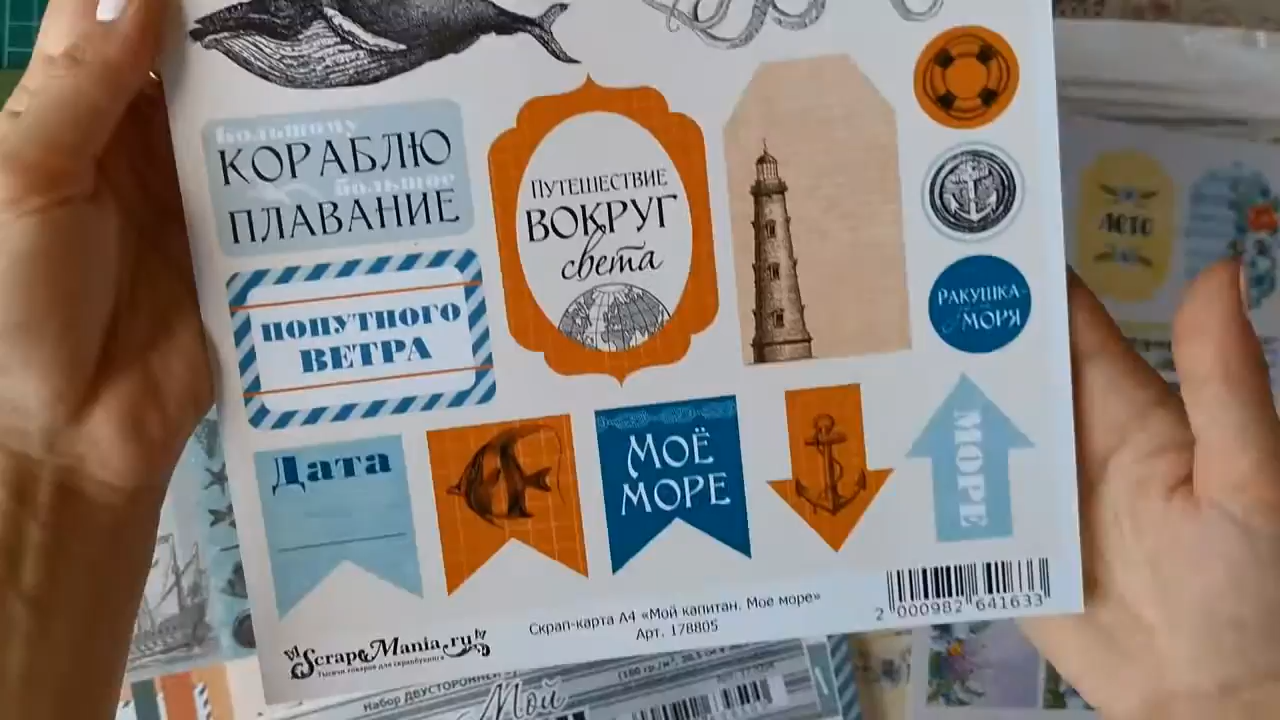 Большому
КОРАБЛЮ
большое
ПЛАВАНИЕ
ПУТЕШЕСТВИЕ
ВОКРУГ
света
ПОПУТНОГО
ВЕТРА
РАКУШКА-
МОРЯ
Дата
МОЁ
МОРЕ
МОРЕ
ЛЕТО
Скрап-карта А4 «Мой капитан. Моё море»
Арт. 178805
2 000982 641633
ScrapMania.ru
Тысячи товаров для скрапбукинга
Набор ДВУСТОРОННЕЙ
Мой